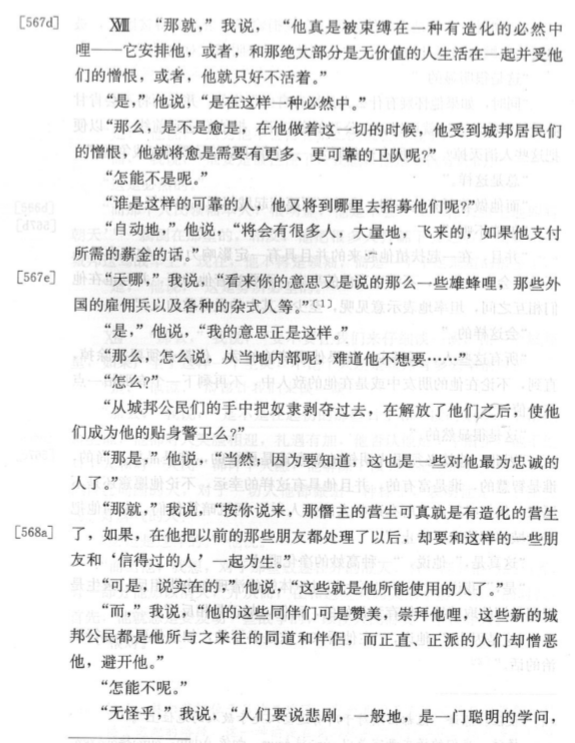 [567d] XVII “那就，”我说，“他真是被束缚在一种有造化的必然中
哩——它安排他，或者，和那绝大部分是无价值的人生活在一起并受他
们的憎恨，或者，他就只好不活着。”
“是，”他说，“是在这样一种必然中。”
“那么，是不是愈是，在他做着这一切的时候，他受到城邦居民们
的憎恨，他就将愈是需要有更多、更可靠的卫队呢？”
“怎能不是呢。”
“谁是这样的可靠的人？他又将到哪里去招募他们呢？”
“自动地，”他说，“将会有很多人，大量地，飞来的，如果他支付
所需的薪金的话。”
[567e] “天哪，”我说，“看来你的意思又是说的那么一些雄蜂哩，那些外
国的雇佣兵以及各种的杂式人等。”〔1〕
“是，”他说，“我的意思正是这样。”
“那么，怎么说，从当地内部呢，难道他不想要……”
“怎么？”
“从城邦公民们的手中把奴隶剥夺过去，在解放了他们之后，使他
们成为他的贴身警卫么？”
“那是，”他说，“当然，因为要知道，这也是一些对他最为忠诚的
人了。”
“那就，”我说，“按你说来，那僭主的营生可真就是有造化的营生
[568a] 了，如果，在他把以前的那些朋友都处理了以后，却要和这样的一些朋
友和‘信得过的人’一起为生。”
“可是，说实在的，”他说，“这些就是他所能使用的人了。”
“而，”我说，“他的这些同伴们可是赞美，崇拜他哩，这些新的城
邦公民都是他所与之来往的同道和伴侣，而正直、正派的人们却憎恶
他，避开他。”
“怎能不呢。”
“无怪乎，”我说，“人们要说悲剧，一般地，是一门聪明的学问，